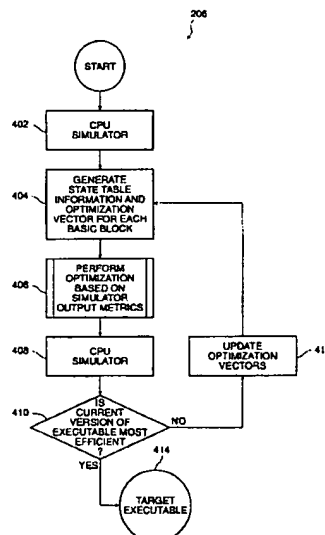 206
START
402
CPU
SIMULATOR
404
GENERATE
STATE TABLE
INFORMATION AND
OPTIMIZATION
VECTOR FOR EACH
BASIC BLOCK
406
PERFORM
OPTIMIZATION
BASED ON
SIMULATOR
OUTPUT METRICS
408
CPU
SIMULATOR
UPDATE
OPTIMIZATION
VECTORS
41
410
IS
CURRENT
VERSION OF
EXECUTABLE MOST
EFFICIENT
?
NO
YES
414
TARGET
EXECUTABLE